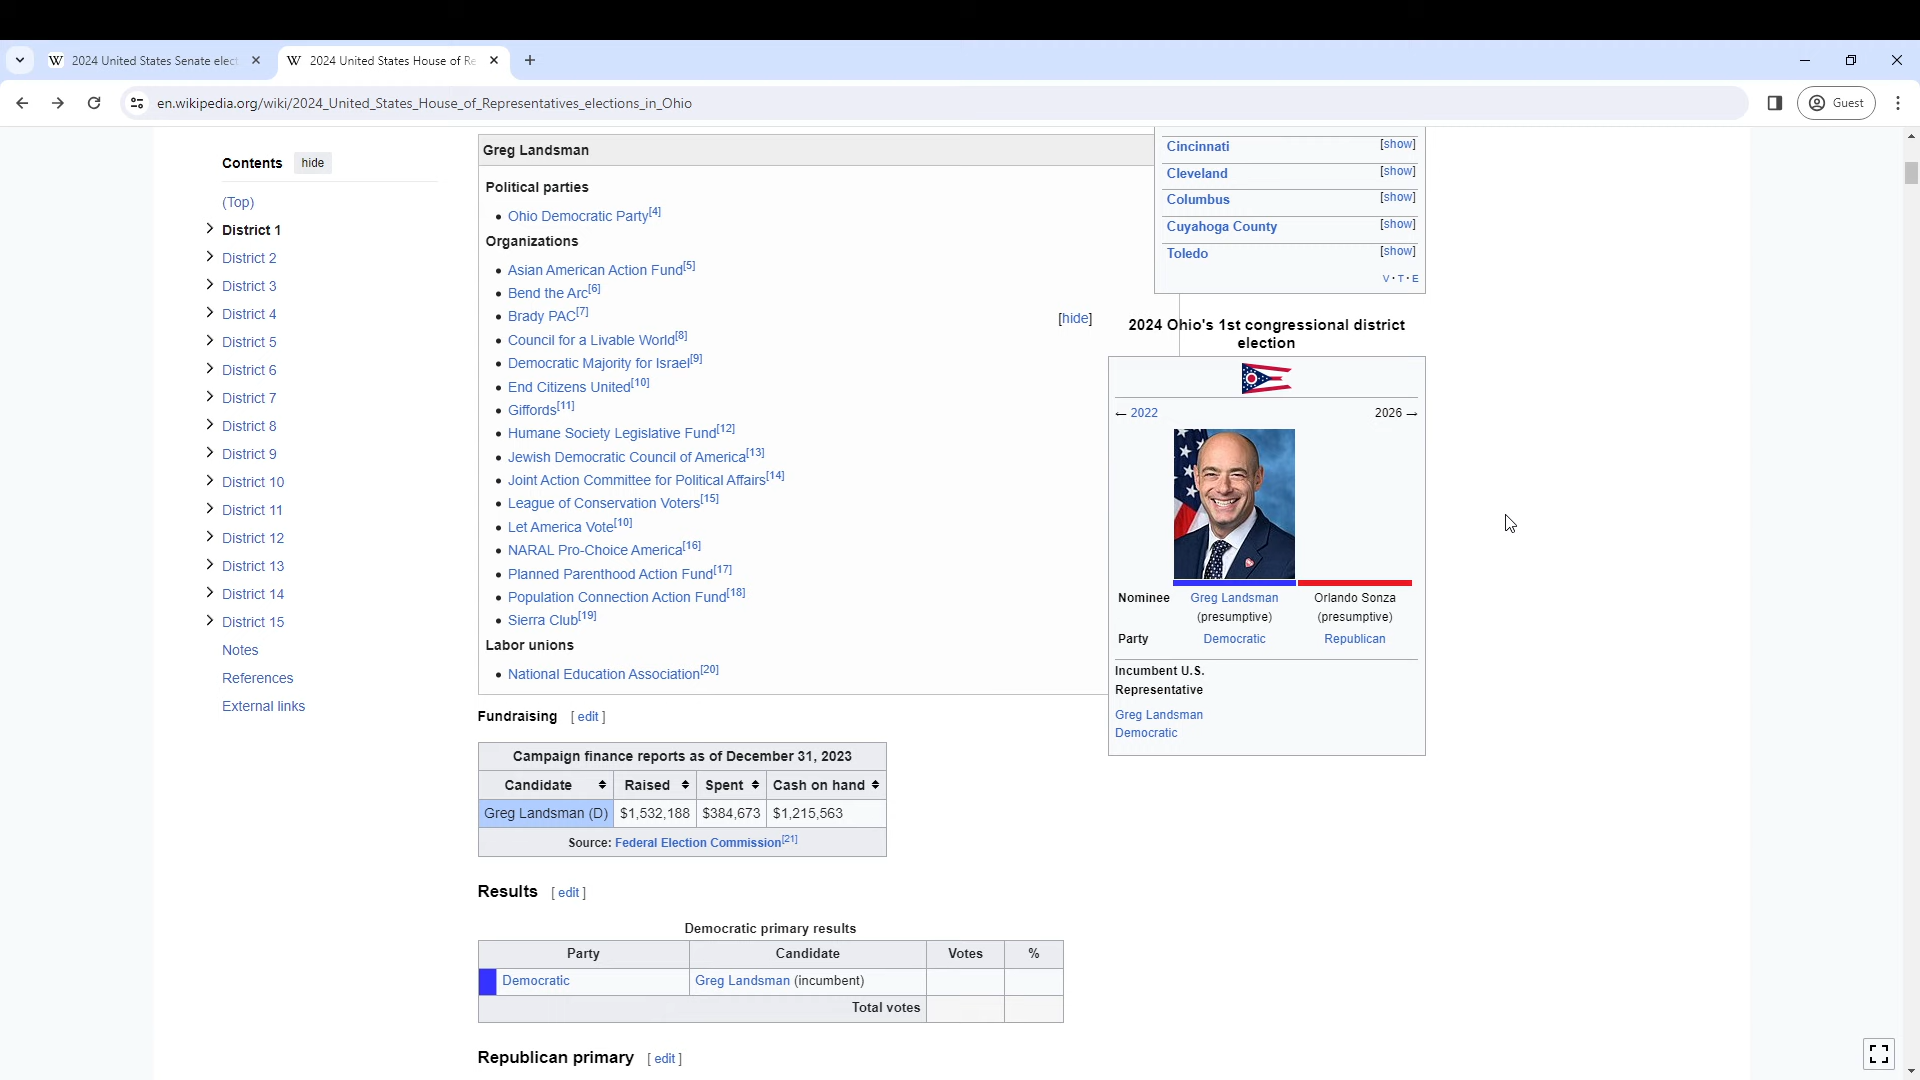 2024 United States Senate elec
2024 United States House of Re
en.wikipedia.org/wiki/2024_United_States_House_of_Representatives_elections_in_Ohio
Guest
Contents hide
(Top)
District 1
District 2
District 3
District 4
District 5
District 6
District 7
District 8
District 9
District 10
District 11
District 12
District 13
District 14
District 15
Notes
References
External links
Greg Landsman
[hide]
Political parties
• Ohio Democratic Party[4]
Organizations
• Asian American Action Fund[5]
• Bend the Arc[6]
• Brady PAC[7]
• Council for a Livable World[8]
• Democratic Majority for Israel[9]
• End Citizens United[10]
• Giffords[11]
• Humane Society Legislative Fund[12]
• Jewish Democratic Council of America[13]
• Joint Action Committee for Political Affairs[14]
• League of Conservation Voters[15]
• Let America Vote[10]
• NARAL Pro-Choice America[16]
• Planned Parenthood Action Fund[17]
• Population Connection Action Fund[18]
• Sierra Club[19]
Labor unions
• National Education Association[20]
Fundraising [ edit ]
Campaign finance reports as of December 31, 2023
Candidate Raised Spent Cash on hand
Greg Landsman (D) $1,532,188 $384,673 $1,215,563
Source: Federal Election Commission[21]
Results [ edit ]
Democratic primary results
Party Candidate Votes %
Democratic Greg Landsman (incumbent)
Total votes
Republican primary [ edit ]
Cincinnati [show]
Cleveland [show]
Columbus [show]
Cuyahoga County [show]
Toledo [show]
V · T · E
2024 Ohio's 1st congressional district
election
← 2022 2026 →
Nominee Greg Landsman Orlando Sonza
(presumptive) (presumptive)
Party Democratic Republican
Incumbent U.S.
Representative
Greg Landsman
Democratic